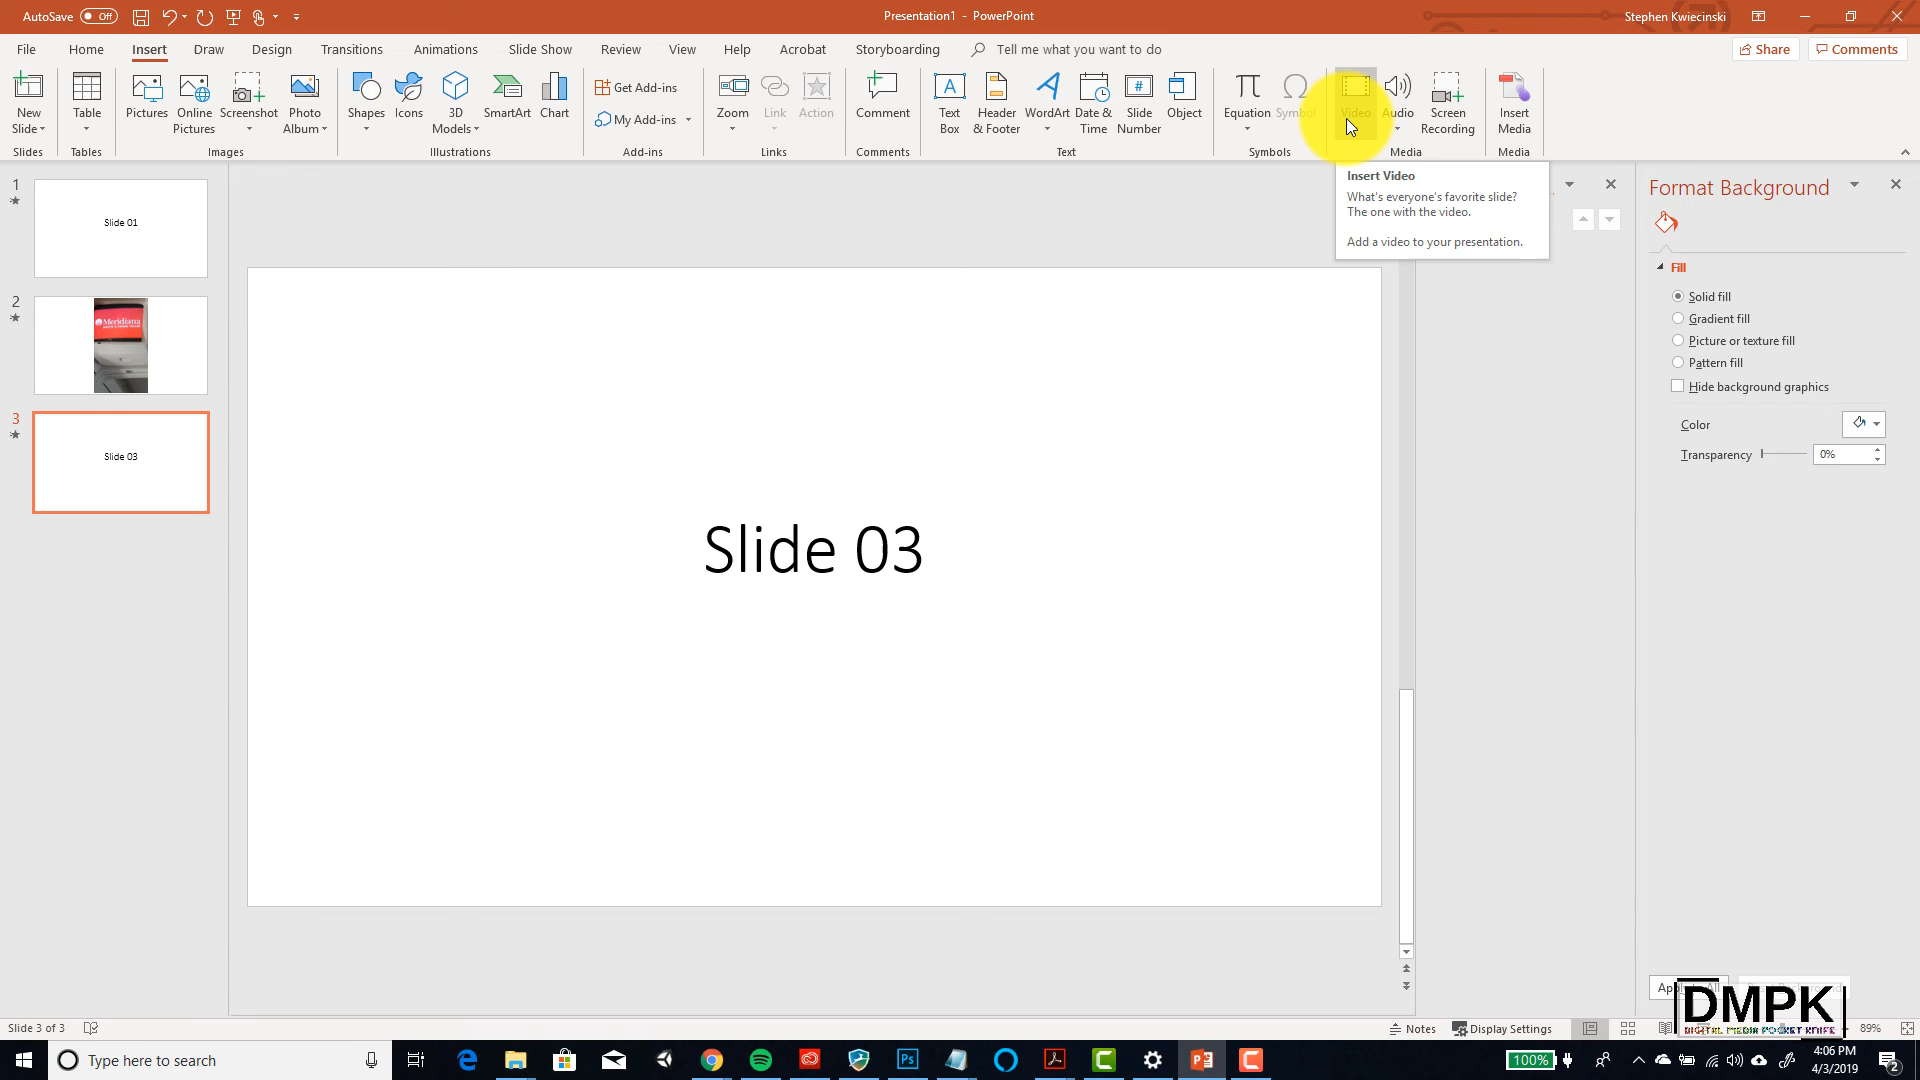 AutoSave Off
Presentation1 - PowerPoint
Stephen Kwiecinski
File Home Insert Draw Design Transitions Animations Slide Show Review View Help Acrobat Storyboarding Tell me what you want to do
Share Comments
New Slide
Table
Pictures
Online Pictures
Screenshot
Photo Album
Shapes
Icons
3D Models
SmartArt
Chart
Get Add-ins
My Add-ins
Zoom
Link
Action
Comment
Text Box
Header & Footer
WordArt
Date & Time
Slide Number
Object
Equation
Symbol
Video
Audio
Screen Recording
Insert Media
Slides Tables Images Illustrations Add-ins Links Comments Text Symbols Media Media
Insert Video
What's everyone's favorite slide?
The one with the video.
Add a video to your presentation.
1
Slide 01
2
Meridiana
3
Slide 03
Slide 03
Format Background
Fill
Solid fill
Gradient fill
Picture or texture fill
Pattern fill
Hide background graphics
Color
Transparency 0%
DMPK
DIGITAL MEDIA POCKET KNIFE
Slide 3 of 3
Notes Display Settings 89%
Type here to search
100%
4:06 PM
4/3/2019
2